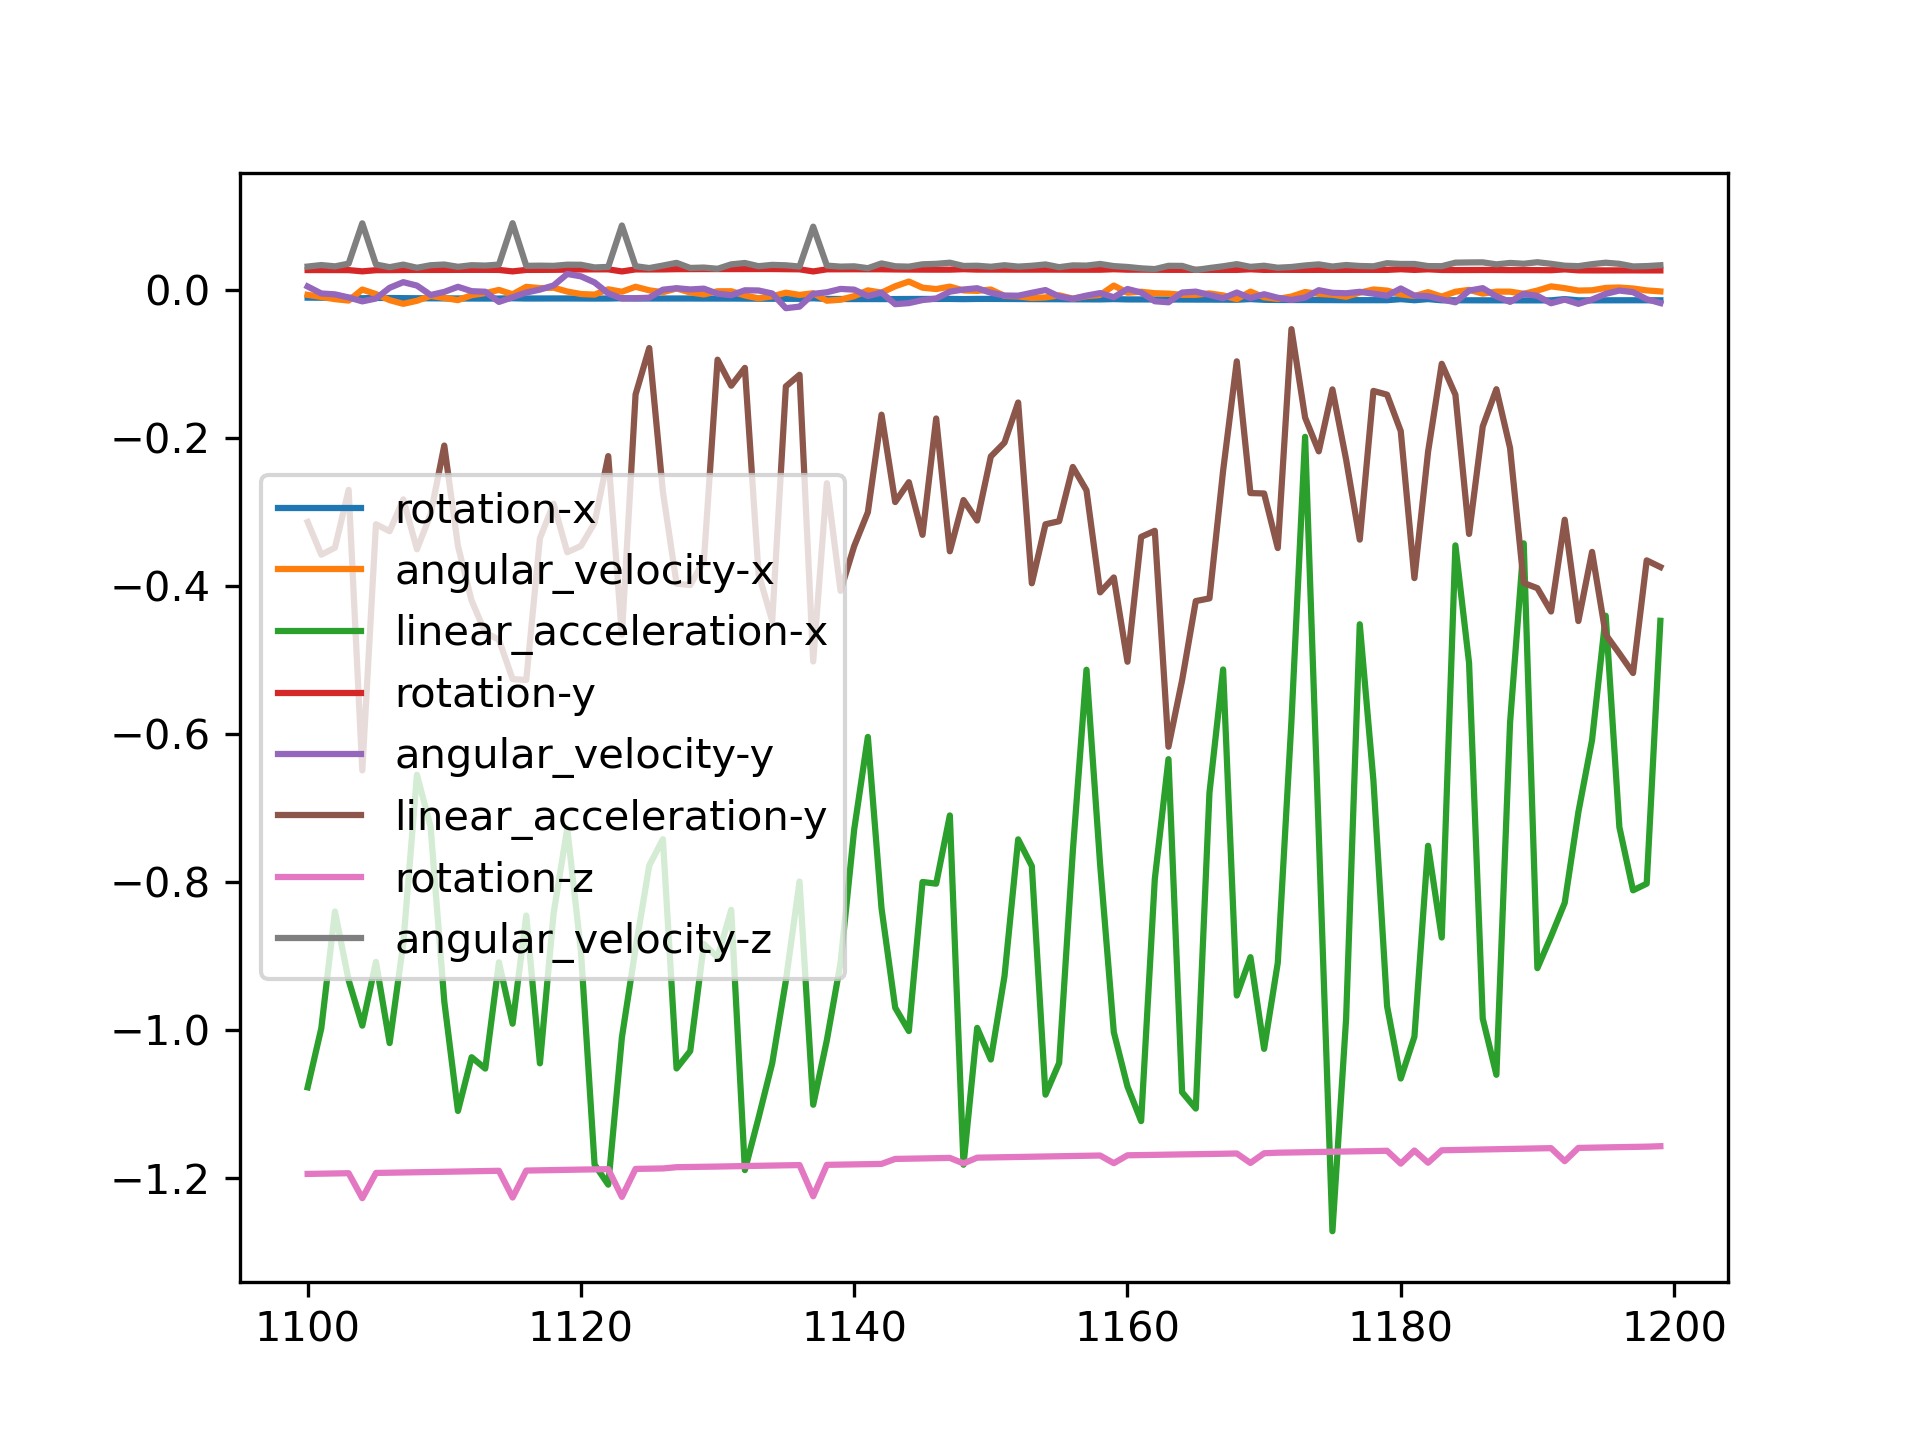 0.0
−0.2
−0.4
−0.6
−0.8
−1.0
−1.2
rotation-x
angular_velocity-x
linear_acceleration-x
rotation-y
angular_velocity-y
linear_acceleration-y
rotation-z
angular_velocity-z
1100 1120 1140 1160 1180 1200